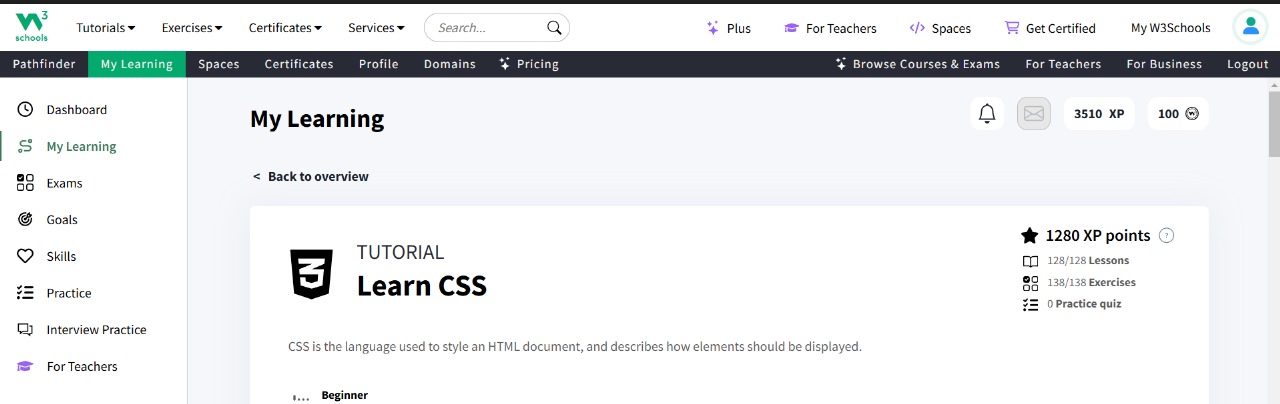 W3 schools
Tutorials Exercises Certificates Services Search... Plus For Teachers Spaces Get Certified My W3Schools
Pathfinder My Learning Spaces Certificates Profile Domains Pricing Browse Courses & Exams For Teachers For Business Logout
Dashboard
My Learning
Exams
Goals
Skills
Practice
Interview Practice
For Teachers
My Learning
3510 XP 100
< Back to overview
TUTORIAL
Learn CSS
1280 XP points ?
128/128 Lessons
138/138 Exercises
0 Practice quiz
CSS is the language used to style an HTML document, and describes how elements should be displayed.
Beginner